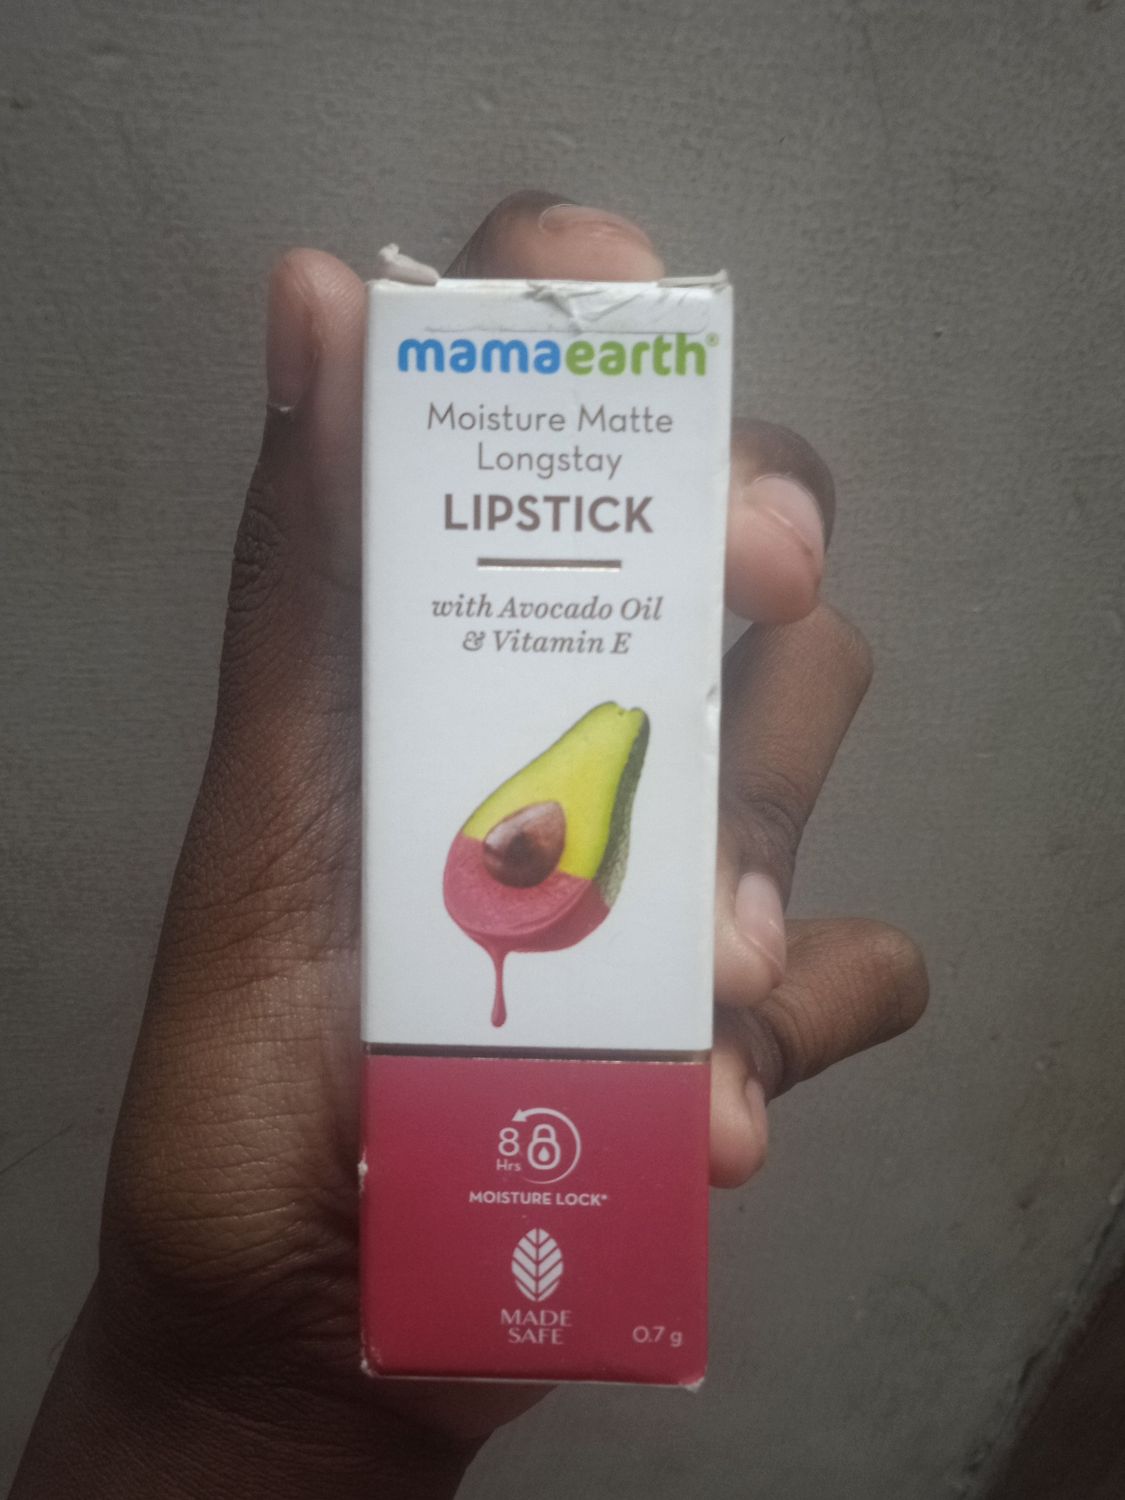 mamaearth®
Moisture Matte
Longstay
LIPSTICK
with Avocado Oil
& Vitamin E
8
Hrs
MOISTURE LOCK*
MADE
SAFE
0.7 g